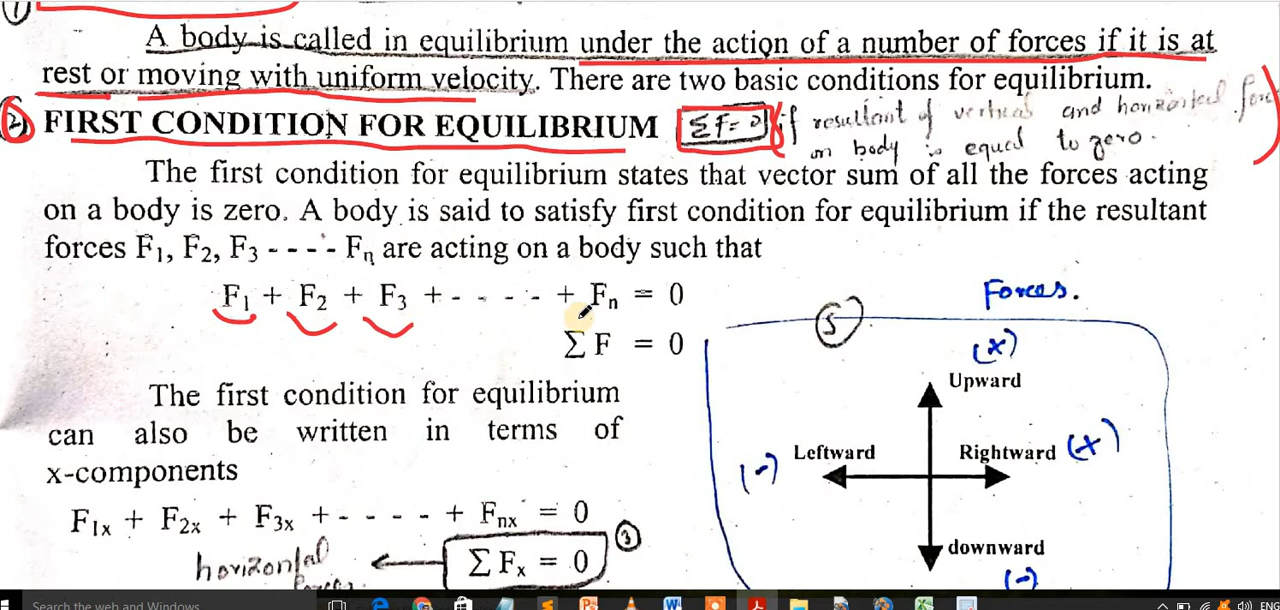 (1)
A body is called in equilibrium under the action of a number of forces if it is at
rest or moving with uniform velocity. There are two basic conditions for equilibrium.
(2) FIRST CONDITION FOR EQUILIBRIUM ΣF = 0 if resultant of vertical and horizontal
on body is equal to zero.
The first condition for equilibrium states that vector sum of all the forces acting
on a body is zero. A body is said to satisfy first condition for equilibrium if the resultant
forces F₁, F₂, F₃ - - - - Fₙ are acting on a body such that
F₁ + F₂ + F₃ + - - - - + Fₙ = 0
ΣF = 0
The first condition for equilibrium
can also be written in terms of
x-components
F₁ₓ + F₂ₓ + F₃ₓ + - - - - + Fₙₓ = 0
ΣFₓ = 0 (3)
horizontal
Forces.
(5)
Upward
Leftward
Rightward (+)
(-)
downward
(-)
Search the web and Windows
ENG